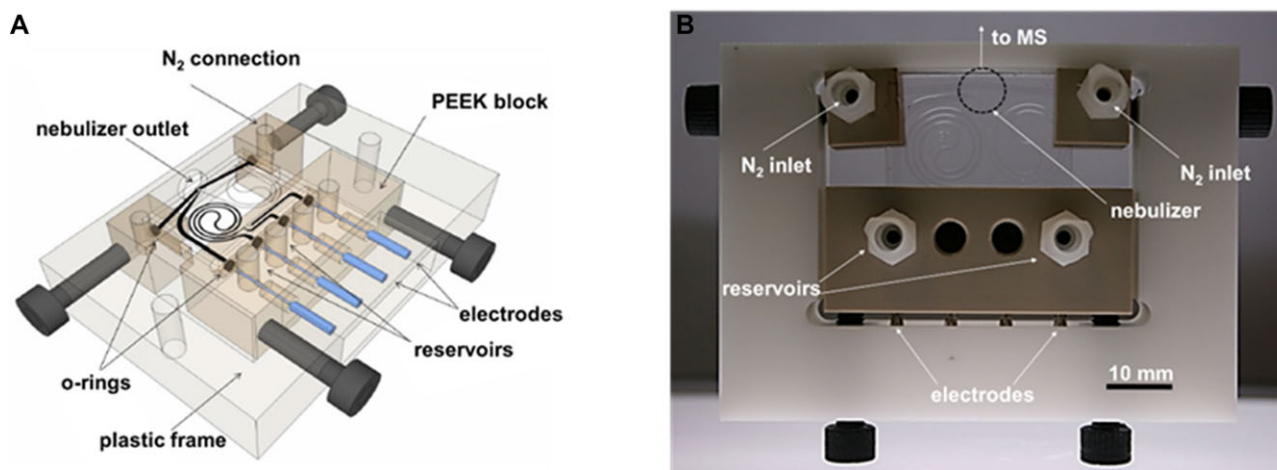 A
N₂ connection
PEEK block
nebulizer outlet
electrodes
reservoirs
o-rings
plastic frame
B
to MS
N₂ inlet
N₂ inlet
nebulizer
reservoirs
electrodes
10 mm